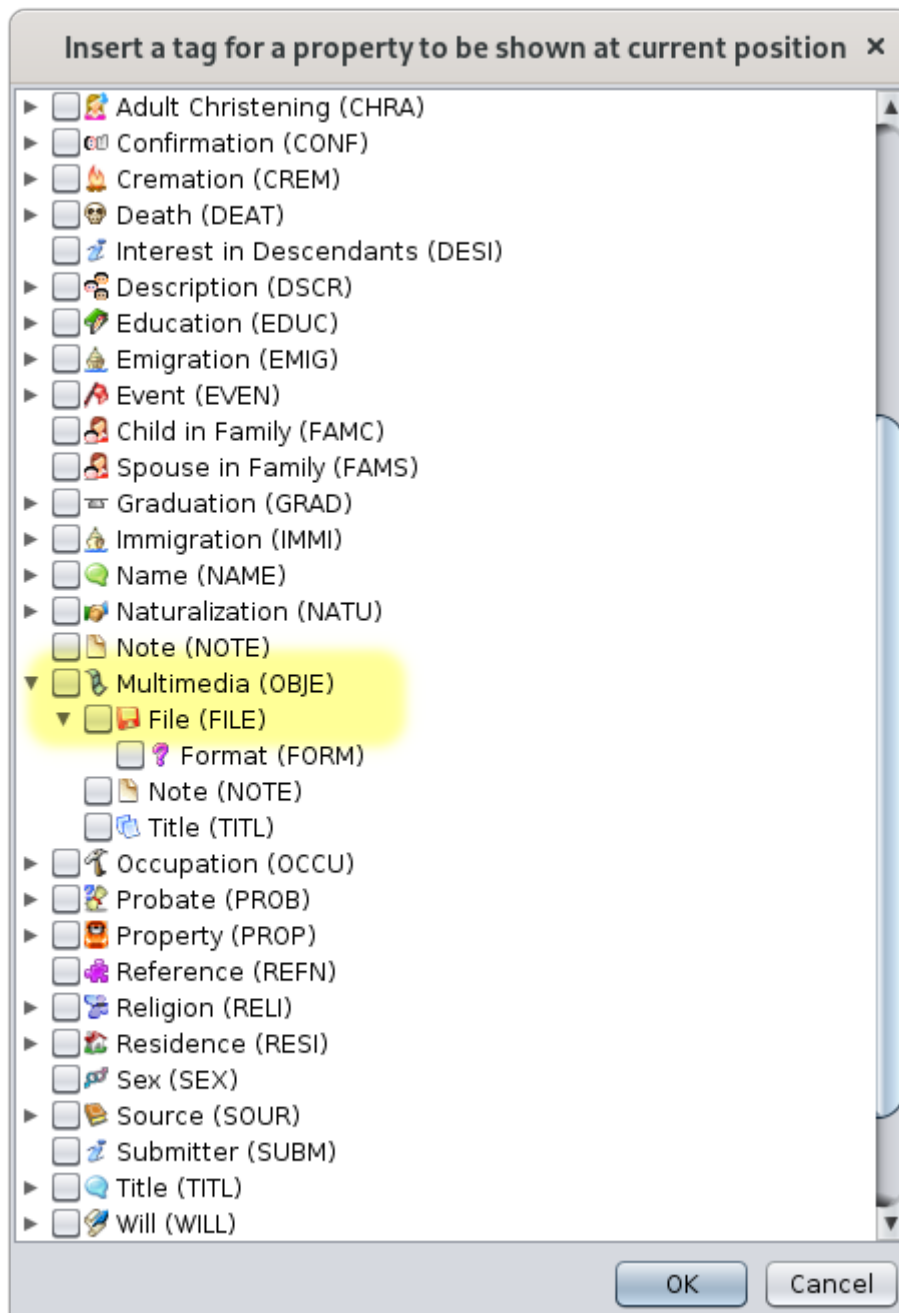 Insert a tag for a property to be shown at current position ×
Adult Christening (CHRA)
Confirmation (CONF)
Cremation (CREM)
Death (DEAT)
Interest in Descendants (DESI)
Description (DSCR)
Education (EDUC)
Emigration (EMIG)
Event (EVEN)
Child in Family (FAMC)
Spouse in Family (FAMS)
Graduation (GRAD)
Immigration (IMMI)
Name (NAME)
Naturalization (NATU)
Note (NOTE)
Multimedia (OBJE)
File (FILE)
Format (FORM)
Note (NOTE)
Title (TITL)
Occupation (OCCU)
Probate (PROB)
Property (PROP)
Reference (REFN)
Religion (RELI)
Residence (RESI)
Sex (SEX)
Source (SOUR)
Submitter (SUBM)
Title (TITL)
Will (WILL)
OK Cancel